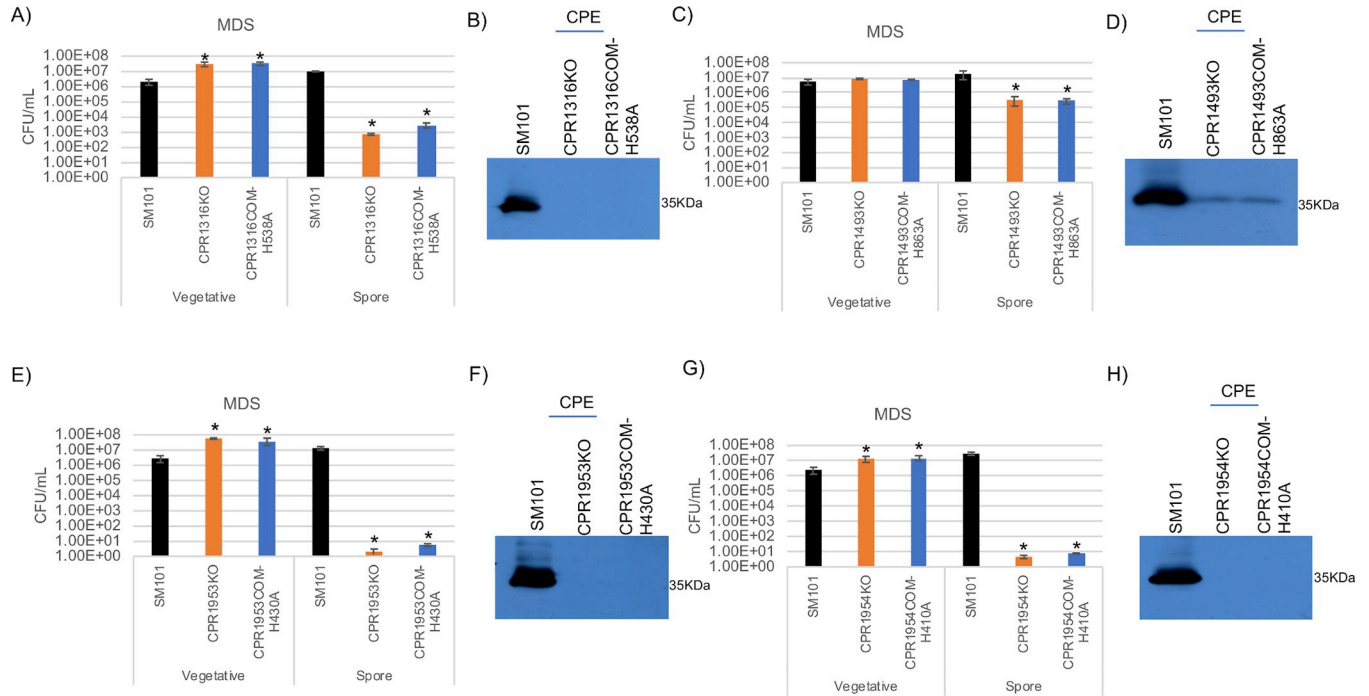 A)
MDS
CFU/mL
1.00E+08
1.00E+07
1.00E+06
1.00E+05
1.00E+04
1.00E+03
1.00E+02
1.00E+01
1.00E+00
*
*
*
*
SM101
CPR1316KO
CPR1316COM-
H538A
SM101
CPR1316KO
CPR1316COM-
H538A
Vegetative
Spore
B)
CPE
SM101
CPR1316KO
CPR1316COM-
H538A
35KDa
C)
MDS
CFU/mL
1.00E+08
1.00E+07
1.00E+06
1.00E+05
1.00E+04
1.00E+03
1.00E+02
1.00E+01
1.00E+00
*
*
SM101
CPR1493KO
CPR1493COM-
H863A
SM101
CPR1493KO
CPR1493COM-
H863A
Vegetative
Spore
D)
CPE
SM101
CPR1493KO
CPR1493COM-
H863A
35KDa
E)
MDS
CFU/mL
1.00E+08
1.00E+07
1.00E+06
1.00E+05
1.00E+04
1.00E+03
1.00E+02
1.00E+01
1.00E+00
*
*
*
*
SM101
CPR1953KO
CPR1953COM-
H430A
SM101
CPR1953KO
CPR1953COM-
H430A
Vegetative
Spore
F)
CPE
SM101
CPR1953KO
CPR1953COM-
H430A
35KDa
G)
MDS
CFU/mL
1.00E+08
1.00E+07
1.00E+06
1.00E+05
1.00E+04
1.00E+03
1.00E+02
1.00E+01
1.00E+00
*
*
*
*
SM101
CPR1954KO
CPR1954COM-
H410A
SM101
CPR1954KO
CPR1954COM-
H410A
Vegetative
Spore
H)
CPE
SM101
CPR1954KO
CPR1954COM-
H410A
35KDa